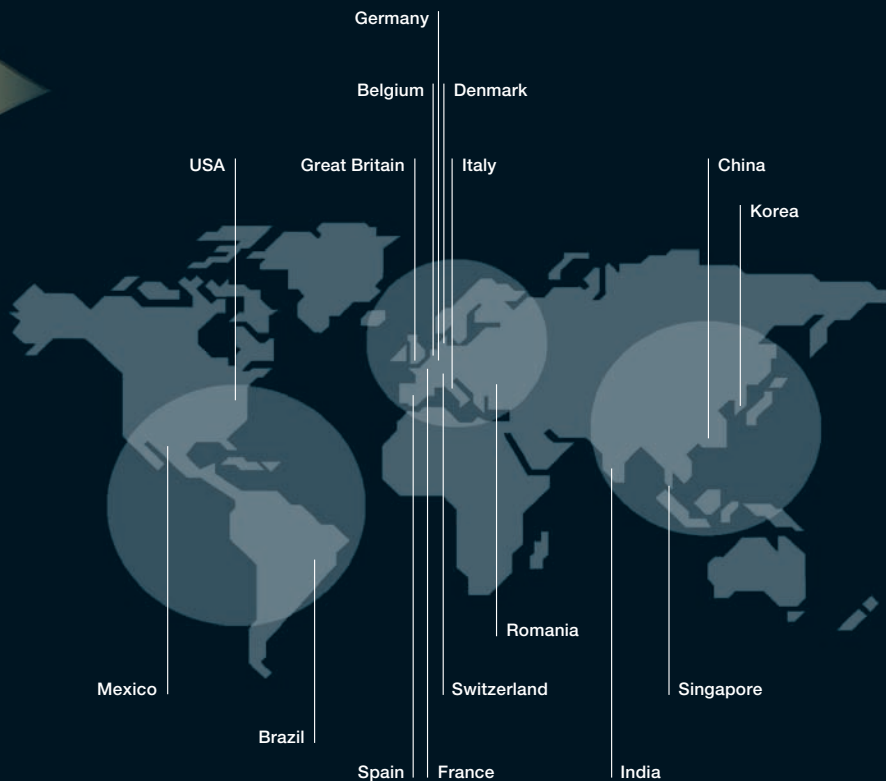 Germany
Belgium
Denmark
USA
Great Britain
Italy
China
Korea
Romania
Mexico
Switzerland
Singapore
Brazil
Spain
France
India